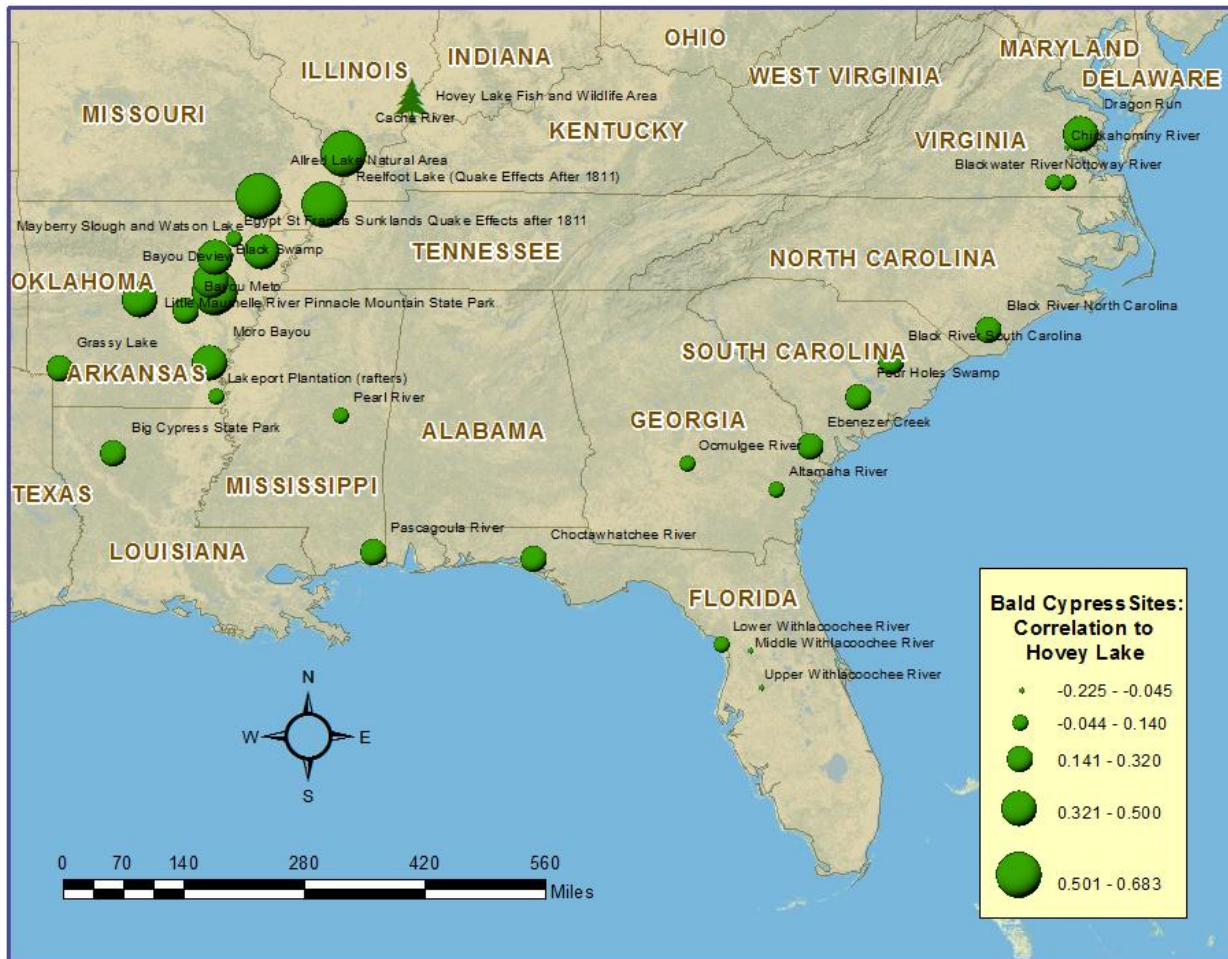 OHIO
MARYLAND
INDIANA
ILLINOIS
WEST VIRGINIA
DELAWARE
Hovey Lake Fish and Wildlife Area
Dragon Run
MISSOURI
Cache River
KENTUCKY
VIRGINIA
Chickahominy River
Allred Lake Natural Area
Blackwater River
Nottoway River
Reelfoot Lake (Quake Effects After 1811)
Mayberry Slough and Watson Lake
Egypt St Francis Sunklands Quake Effects after 1811
Bayou Deview
Black Swamp
TENNESSEE
NORTH CAROLINA
OKLAHOMA
Bayou Meto
Little Maumelle River Pinnacle Mountain State Park
Black River North Carolina
Moro Bayou
Black River South Carolina
Grassy Lake
SOUTH CAROLINA
ARKANSAS
Lakeport Plantation (rafters)
Four Holes Swamp
Pearl River
Big Cypress State Park
ALABAMA
GEORGIA
Ebenezer Creek
Ocmulgee River
Altamaha River
TEXAS
MISSISSIPPI
Pascagoula River
Choctawhatchee River
LOUISIANA
FLORIDA
Lower Withlacoochee River
Middle Withlacoochee River
Upper Withlacoochee River
N
W
E
S
0 70 140 280 420 560
Miles
Bald Cypress Sites:
Correlation to
Hovey Lake
-0.225 - -0.045
-0.044 - 0.140
0.141 - 0.320
0.321 - 0.500
0.501 - 0.683